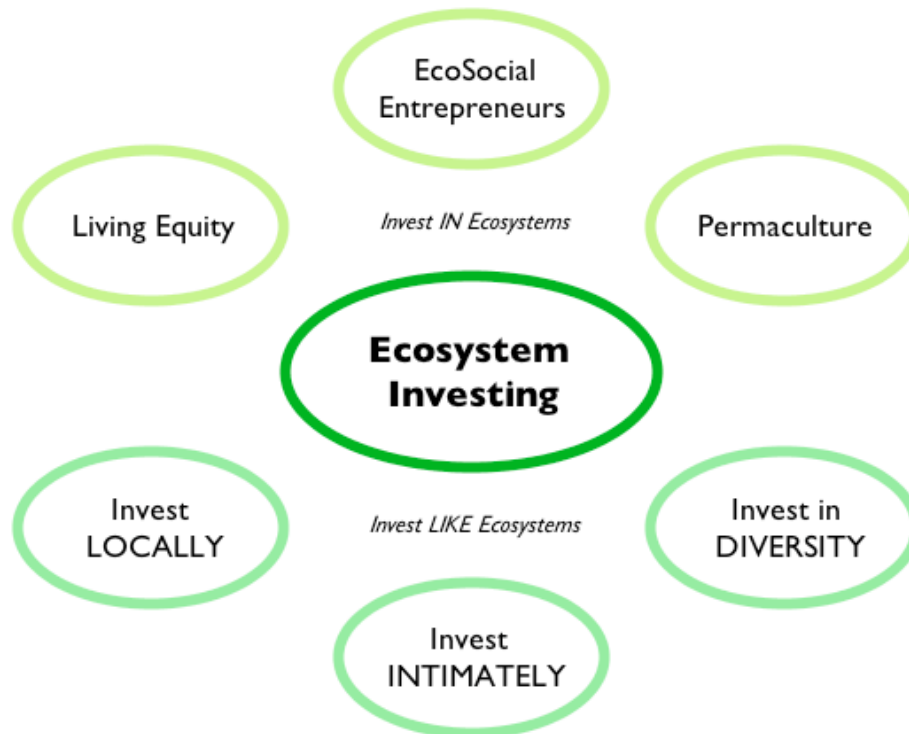 EcoSocial
Entrepreneurs
Living Equity
Invest IN Ecosystems
Permaculture
Ecosystem
Investing
Invest
LOCALLY
Invest LIKE Ecosystems
Invest in
DIVERSITY
Invest
INTIMATELY